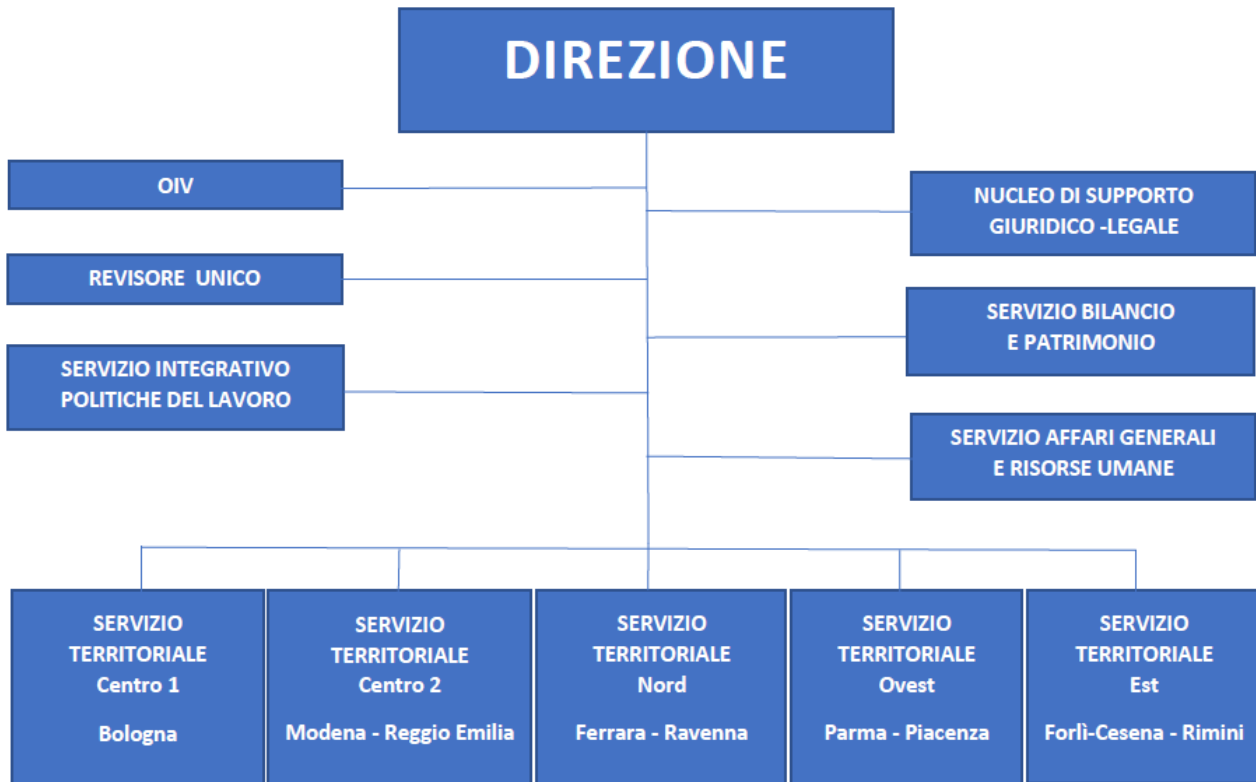 DIREZIONE
OIV
NUCLEO DI SUPPORTO
GIURIDICO -LEGALE
REVISORE UNICO
SERVIZIO BILANCIO
E PATRIMONIO
SERVIZIO INTEGRATIVO
POLITICHE DEL LAVORO
SERVIZIO AFFARI GENERALI
E RISORSE UMANE
SERVIZIO
TERRITORIALE
Centro 1
Bologna
SERVIZIO
TERRITORIALE
Centro 2
Modena - Reggio Emilia
SERVIZIO
TERRITORIALE
Nord
Ferrara - Ravenna
SERVIZIO
TERRITORIALE
Ovest
Parma - Piacenza
SERVIZIO
TERRITORIALE
Est
Forlì-Cesena - Rimini